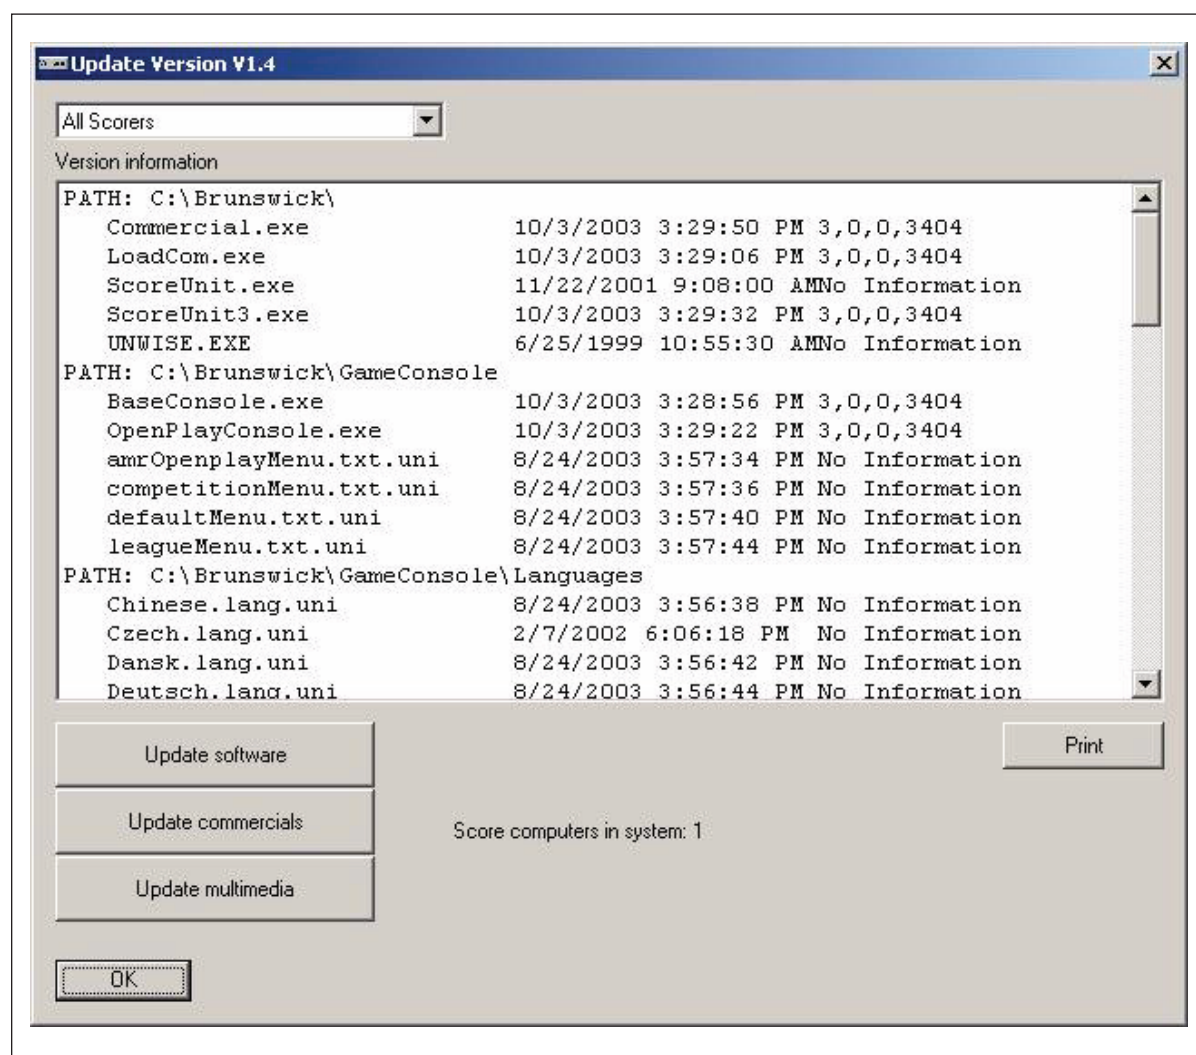 Update Version V1.4
All Scorers
Version information
PATH: C:\Brunswick\
Commercial.exe 10/3/2003 3:29:50 PM 3,0,0,3404
LoadCom.exe 10/3/2003 3:29:06 PM 3,0,0,3404
ScoreUnit.exe 11/22/2001 9:08:00 AMNo Information
ScoreUnit3.exe 10/3/2003 3:29:32 PM 3,0,0,3404
UNWISE.EXE 6/25/1999 10:55:30 AMNo Information
PATH: C:\Brunswick\GameConsole
BaseConsole.exe 10/3/2003 3:28:56 PM 3,0,0,3404
OpenPlayConsole.exe 10/3/2003 3:29:22 PM 3,0,0,3404
amrOpenplayMenu.txt.uni 8/24/2003 3:57:34 PM No Information
competitionMenu.txt.uni 8/24/2003 3:57:36 PM No Information
defaultMenu.txt.uni 8/24/2003 3:57:40 PM No Information
leagueMenu.txt.uni 8/24/2003 3:57:44 PM No Information
PATH: C:\Brunswick\GameConsole\Languages
Chinese.lang.uni 8/24/2003 3:56:38 PM No Information
Czech.lang.uni 2/7/2002 6:06:18 PM No Information
Dansk.lang.uni 8/24/2003 3:56:42 PM No Information
Deutsch.lang.uni 8/24/2003 3:56:44 PM No Information
Update software
Print
Update commercials
Score computers in system: 1
Update multimedia
OK